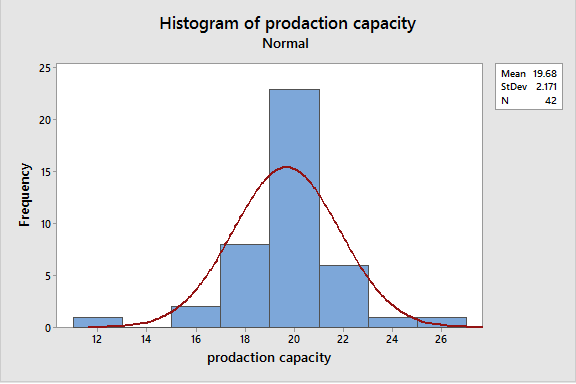 Histogram of prodaction capacity
Normal
Mean 19.68
StDev 2.171
N 42
Frequency
25
20
15
10
5
0
12 14 16 18 20 22 24 26
prodaction capacity